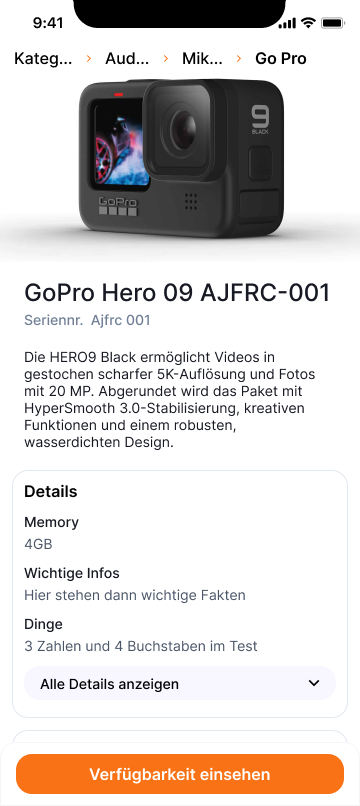 9:41
Kateg... > Aud... > Mik... > Go Pro
9
BLACK
GoPro
GoPro Hero 09 AJFRC-001
Seriennr. Ajfrc 001
Die HERO9 Black ermöglicht Videos in
gestochen scharfer 5K-Auflösung und Fotos
mit 20 MP. Abgerundet wird das Paket mit
HyperSmooth 3.0-Stabilisierung, kreativen
Funktionen und einem robusten,
wasserdichten Design.
Details
Memory
4GB
Wichtige Infos
Hier stehen dann wichtige Fakten
Dinge
3 Zahlen und 4 Buchstaben im Test
Alle Details anzeigen
Verfügbarkeit einsehen